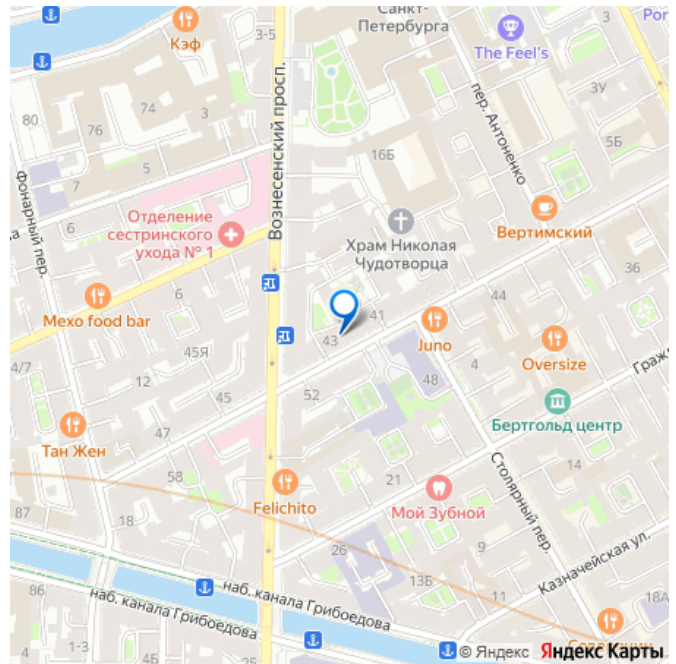 Санкт-
Петербурга
Por
Кэф
3-5
The Feel's
74
3
80
76
3У
пер. Антоненко
5Б
7
5
16Б
Фонарный пер.
Вознесенский просп.
Отделение
сестринского
ухода № 1
6
Храм Николая
Чудотворца
Вертимский
36
Mexo food bar
6
44
41
43
Juno
45Я
4/7
12
45
52
48
4
Oversize
Граж
Бертгольд центр
47
Тан Жен
58
21
14
Felichito
Мой Зубной
Столярный пер.
87
18
26
9
11
13Б
Казначейская ул.
наб. канала Грибоедова
наб. канала Грибоедова
86
18А
1-3
4Б
46
© Яндекс Яндекс Карты